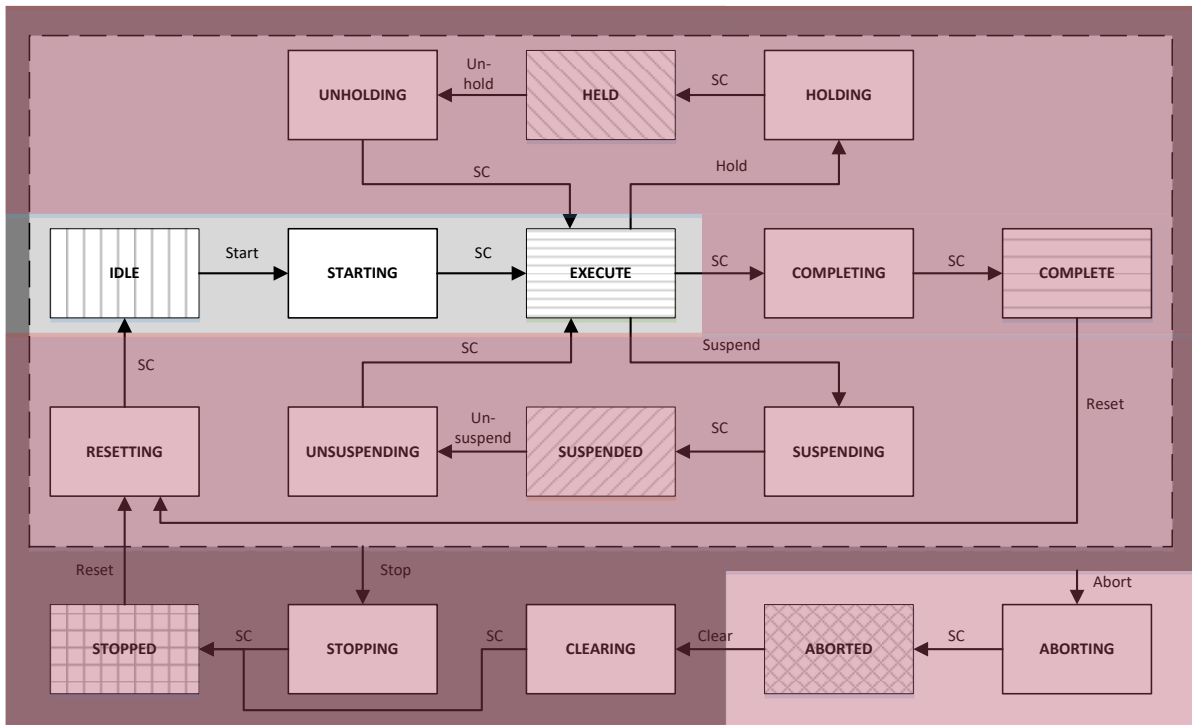 Un-
hold
SC
UNHOLDING
HELD
HOLDING
SC
Hold
Start
SC
SC
SC
IDLE
STARTING
EXECUTE
COMPLETING
COMPLETE
SC
Suspend
SC
Reset
Un-
suspend
SC
RESETTING
UNSUSPENDING
SUSPENDED
SUSPENDING
Reset
Stop
Abort
SC
SC
Clear
SC
STOPPED
STOPPING
CLEARING
ABORTED
ABORTING